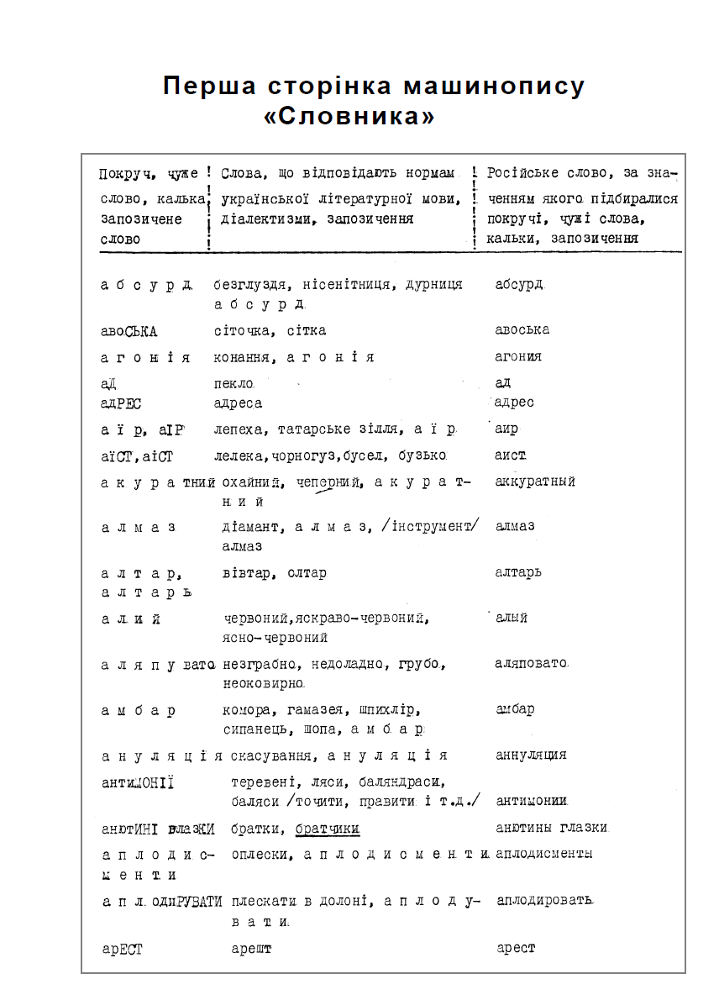 Перша сторінка машинопису
«Словника»
Покруч, чуже ! Слова, що відповідають нормам ! Російське слово, за зна-
слово, калька, ! української літературної мови, ! ченням якого підбиралися
запозичене ! діалектизми, запозичення ! покручі, чужі слова,
слово ! ! кальки, запозичення
а б с у р д безглуздя, нісенітниця, дурниця абсурд
а б с у р д
авоСЬКА сіточка, сітка авоська
а г о н і я конання, а г о н і я агония
аД пекло ад
адРЕС адреса адрес
а ї р, аІР лепеха, татарське зілля, а ї р аир
аїСТ,аіСТ лелека,чорногуз,бусел, бузько аист
а к у р а тний охайний, чеперний, а к у р а т- аккуратный
н и й
а л м а з діамант, а л м а з, /інструмент/ алмаз
алмаз
а л т а р, вівтар, олтар алтарь
а л т а р ь
а л и й червоний,яскраво-червоний, алый
ясно-червоний
а л я п у вато незграбно, недоладно, грубо, аляповато
неоковирно
а м б а р комора, гамазея, шпихлір, амбар
сипанець, шопа, а м б а р
а н у л я ц і я скасування, а н у л я ц і я аннуляция
антиМОНІЇ теревені, ляси, баляндраси,
баляси /точити, правити і т.д./ антимонии
анютИНІ глазКИ братки, братчики анютины глазки
а п л о д и с- оплески, а п л о д и с м е н т и аплодисменты
м е н т и
а п л одиРУВАТИ плескати в долоні, а п л о д у- аплодировать
в а т и
арЕСТ арешт арест